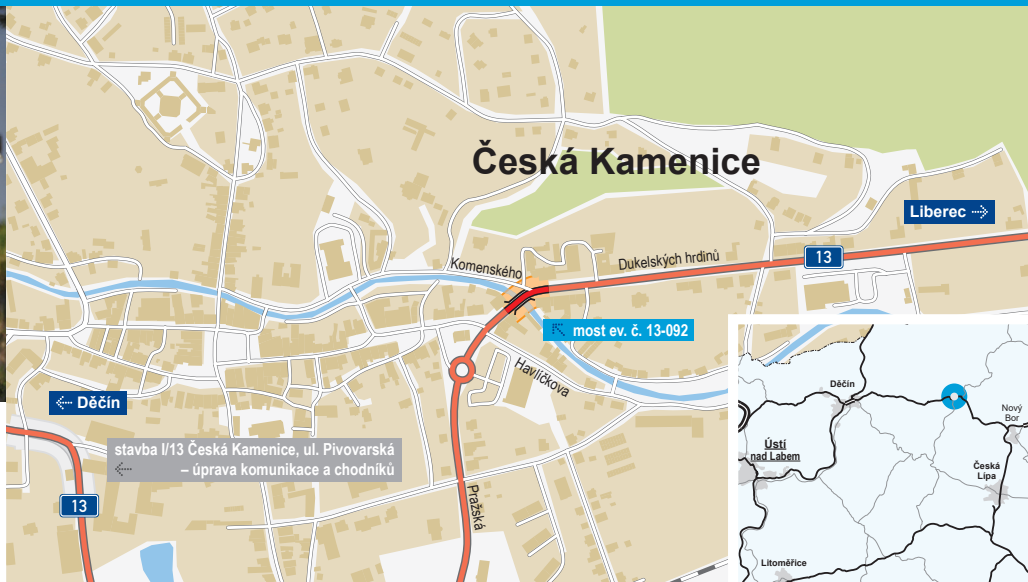 Česká Kamenice
Liberec
13
Dukelských hrdinů
Komenského
most ev. č. 13-092
Havlíčkova
Děčín
stavba I/13 Česká Kamenice, ul. Pivovarská
– úprava komunikace a chodníků
13
Pražská
Děčín
Nový
Bor
Ústí
nad Labem
Česká
Lípa
Litoměřice